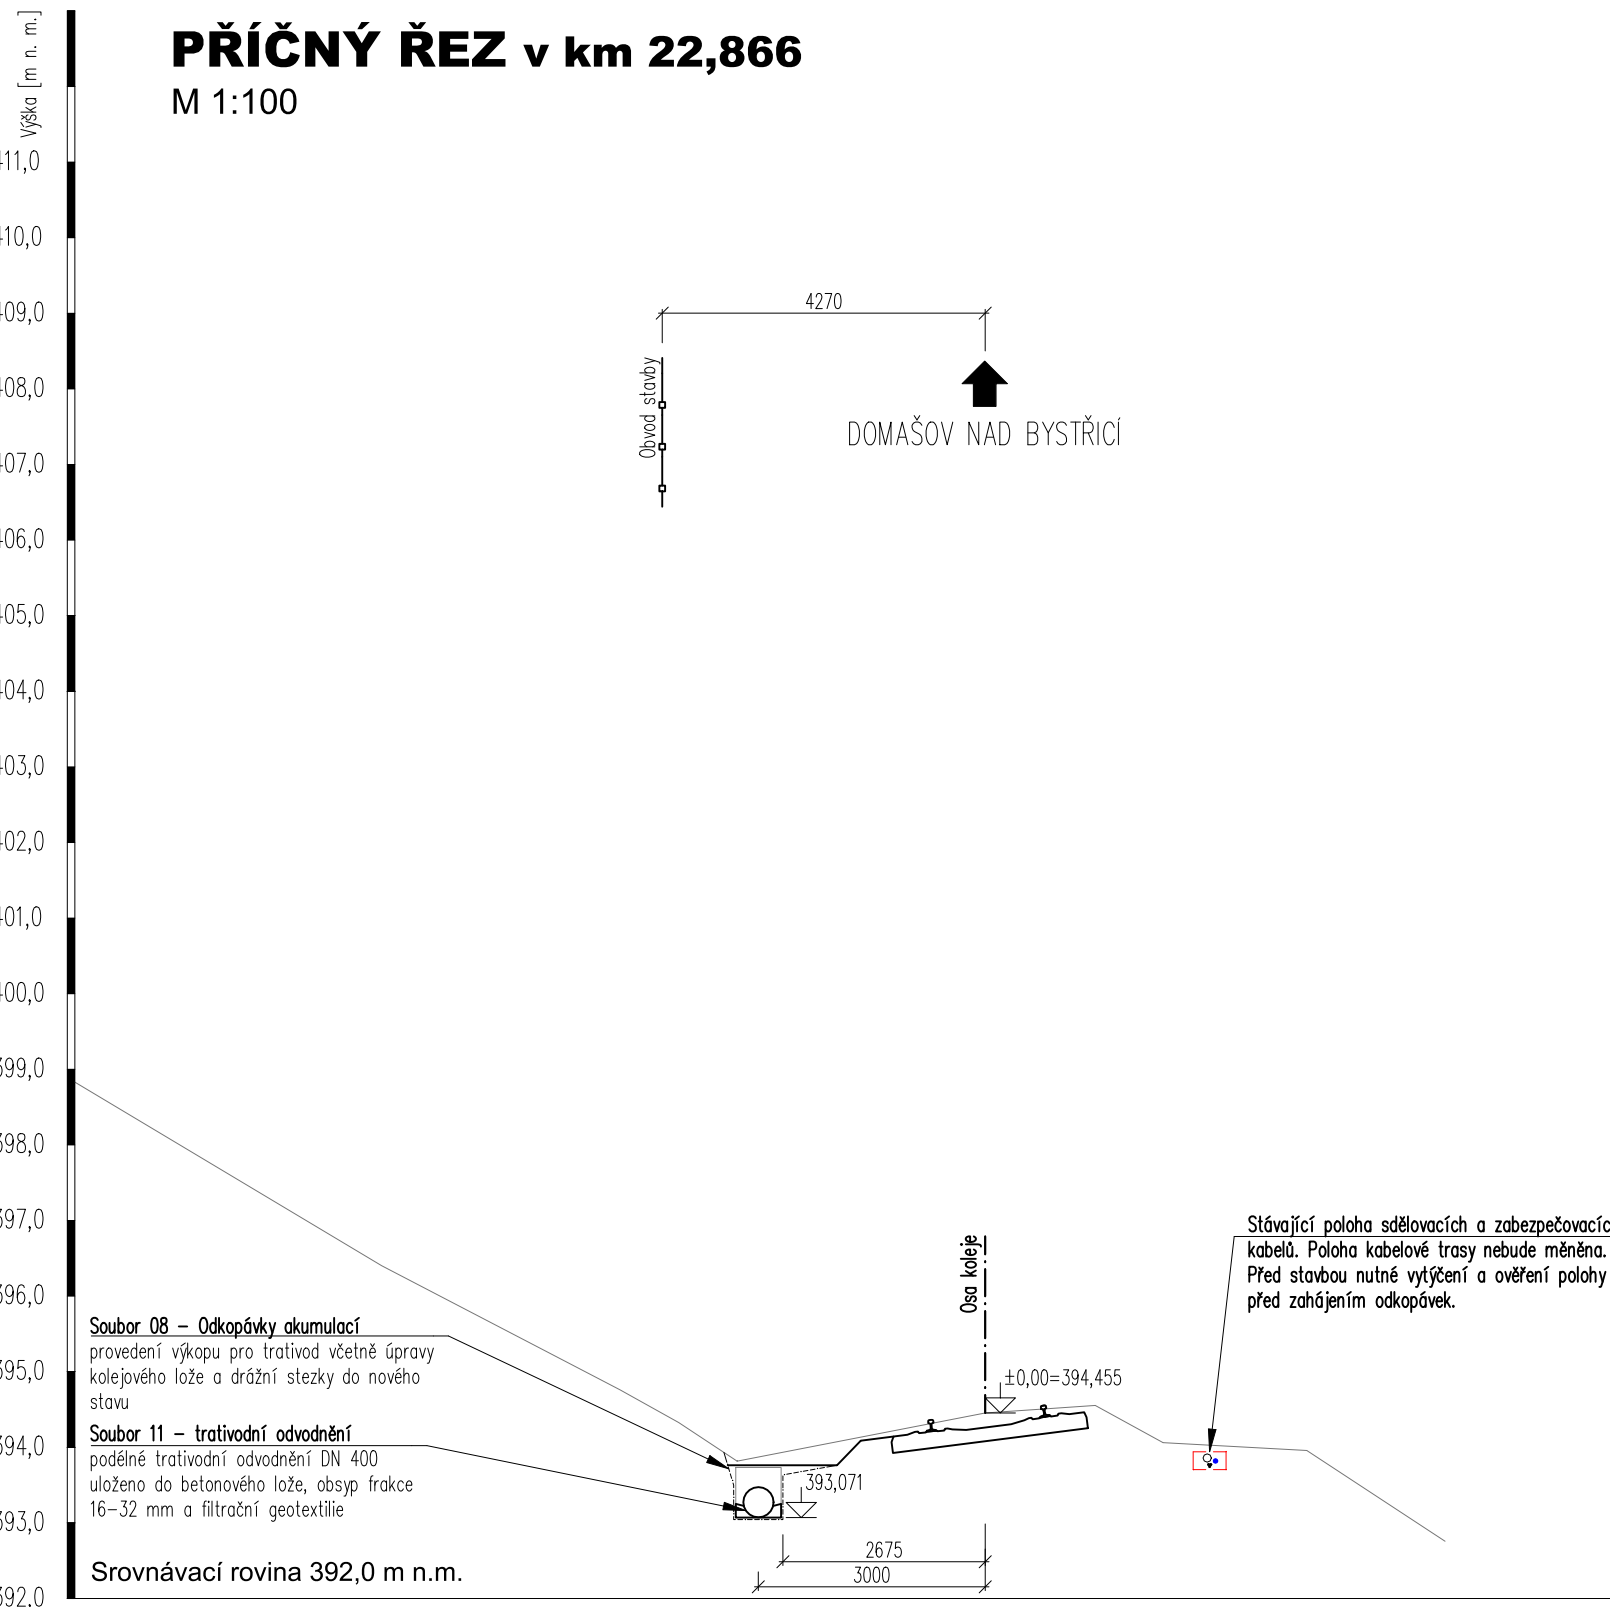 Výška [m n. m.]
PŘÍČNÝ ŘEZ v km 22,866
M 1:100
411,0
410,0
409,0
408,0
407,0
406,0
405,0
404,0
403,0
402,0
401,0
400,0
399,0
398,0
397,0
396,0
395,0
394,0
393,0
392,0
4270
Obvod stavby
DOMAŠOV NAD BYSTŘICÍ
Osa koleje
±0,00=394,455
Stávající poloha sdělovacích a zabezpečovacíc
kabelů. Poloha kabelové trasy nebude měněna.
Před stavbou nutné vytýčení a ověření polohy
před zahájením odkopávek.
Soubor 08 – Odkopávky akumulací
provedení výkopu pro trativod včetně úpravy
kolejového lože a drážní stezky do nového
stavu
Soubor 11 – trativodní odvodnění
podélné trativodní odvodnění DN 400
uloženo do betonového lože, obsyp frakce
16–32 mm a filtrační geotextilie
393,071
2675
3000
Srovnávací rovina 392,0 m n.m.